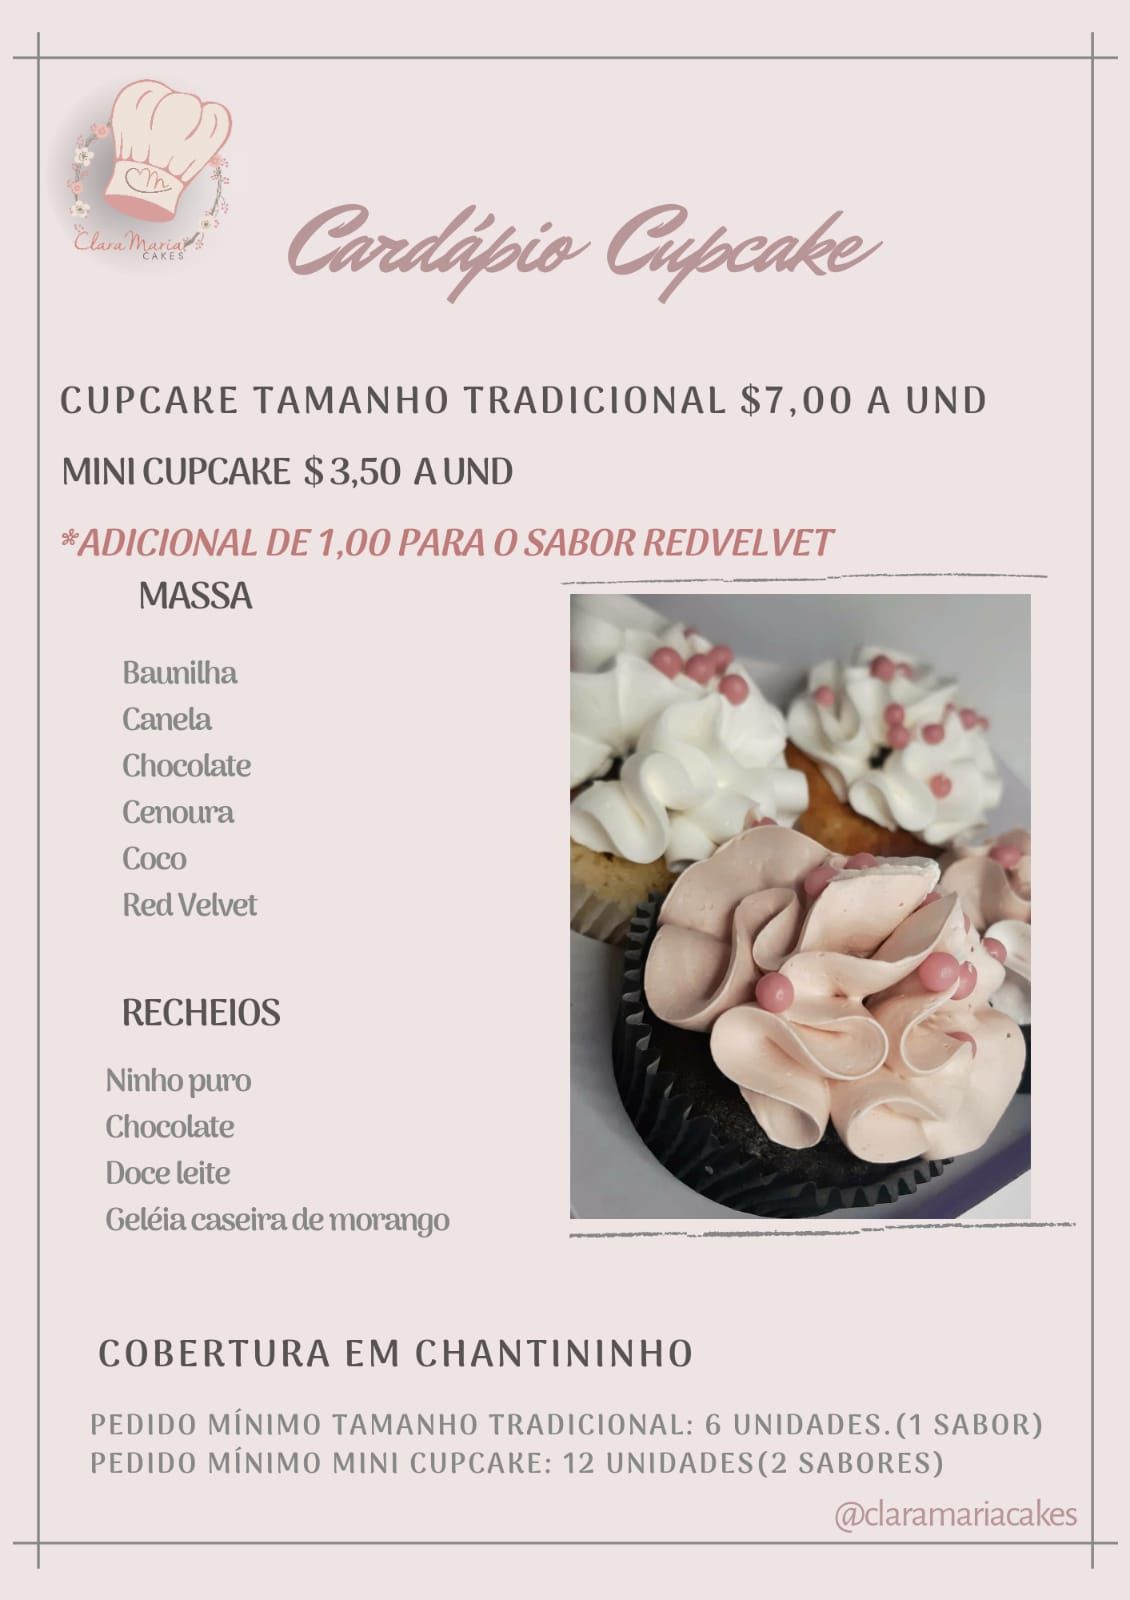 Clara Maria
CAKES
Cardápio Cupcake
CUPCAKE TAMANHO TRADICIONAL $7,00 A UND
MINI CUPCAKE $3,50 A UND
*ADICIONAL DE 1,00 PARA O SABOR REDVELVET
MASSA
Baunilha
Canela
Chocolate
Cenoura
Coco
Red Velvet
RECHEIOS
Ninho puro
Chocolate
Doce leite
Geléia caseira de morango
COBERTURA EM CHANTININHO
PEDIDO MÍNIMO TAMANHO TRADICIONAL: 6 UNIDADES.(1 SABOR)
PEDIDO MÍNIMO MINI CUPCAKE: 12 UNIDADES(2 SABORES)
@claramariacakes